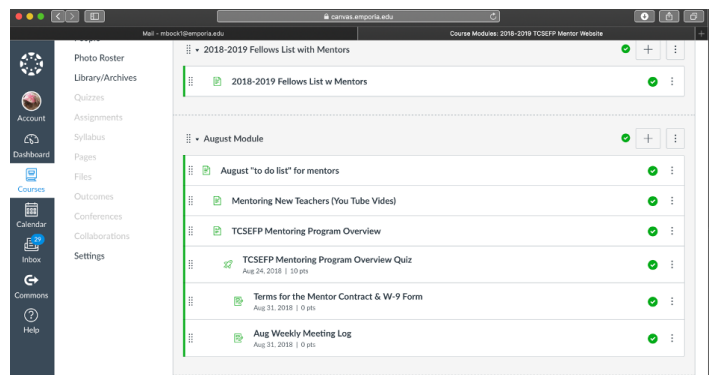 canvas.emporia.edu
Mail – mbock1@emporia.edu
Course Modules: 2018-2019 TCSEFP Mentor Website
Photo Roster
Library/Archives
Quizzes
Assignments
Syllabus
Pages
Files
Outcomes
Conferences
Collaborations
Settings
Account
Dashboard
Courses
Calendar
29
Inbox
Commons
Help
2018-2019 Fellows List with Mentors
2018-2019 Fellows List w Mentors
August Module
August "to do list" for mentors
Mentoring New Teachers (You Tube Vides)
TCSEFP Mentoring Program Overview
TCSEFP Mentoring Program Overview Quiz
Aug 24, 2018 | 10 pts
Terms for the Mentor Contract & W-9 Form
Aug 31, 2018 | 0 pts
Aug Weekly Meeting Log
Aug 31, 2018 | 0 pts